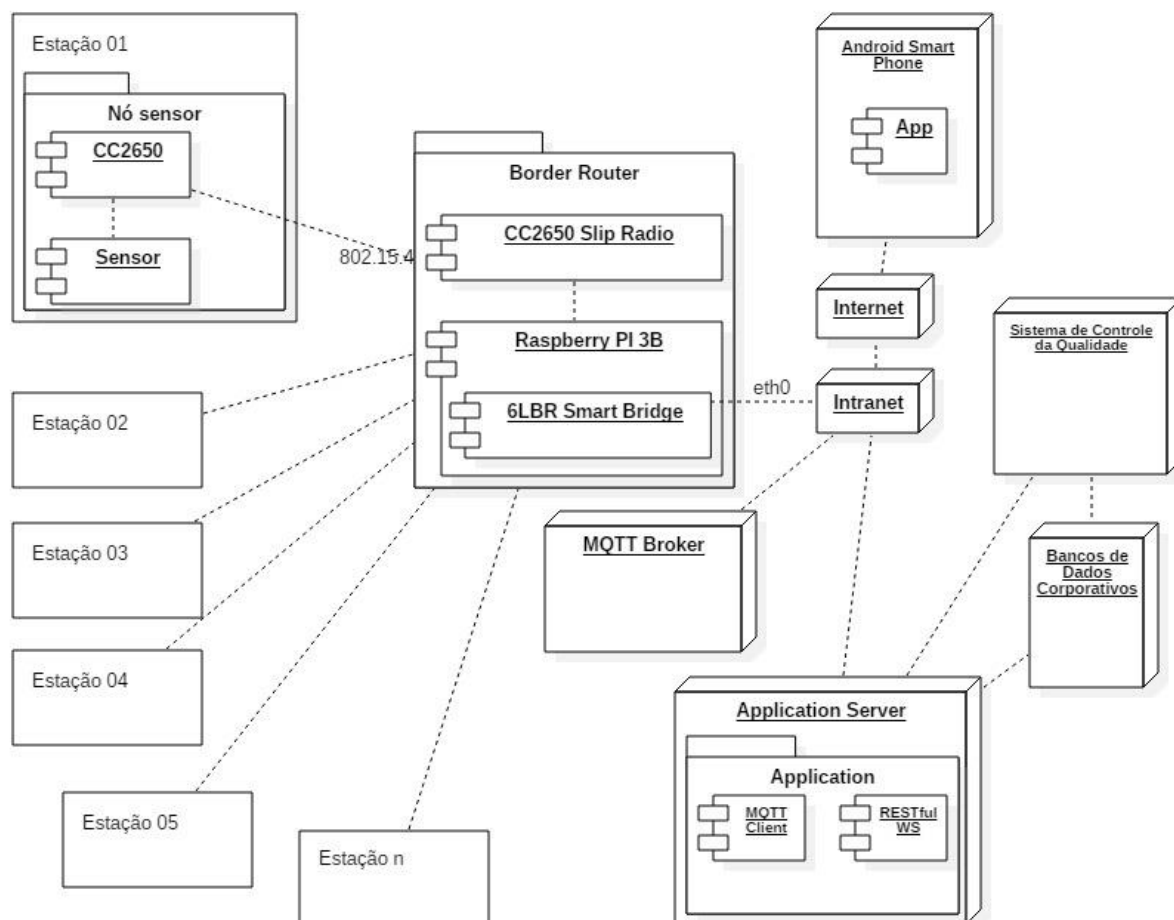 Estação 01
Nó sensor
CC2650
Sensor
802.15.4
Border Router
CC2650 Slip Radio
Raspberry PI 3B
6LBR Smart Bridge
eth0
Android Smart
Phone
App
Internet
Intranet
Sistema de Controle
da Qualidade
Bancos de
Dados
Corporativos
Estação 02
Estação 03
Estação 04
Estação 05
Estação n
MQTT Broker
Application Server
Application
MQTT
Client
RESTful
WS